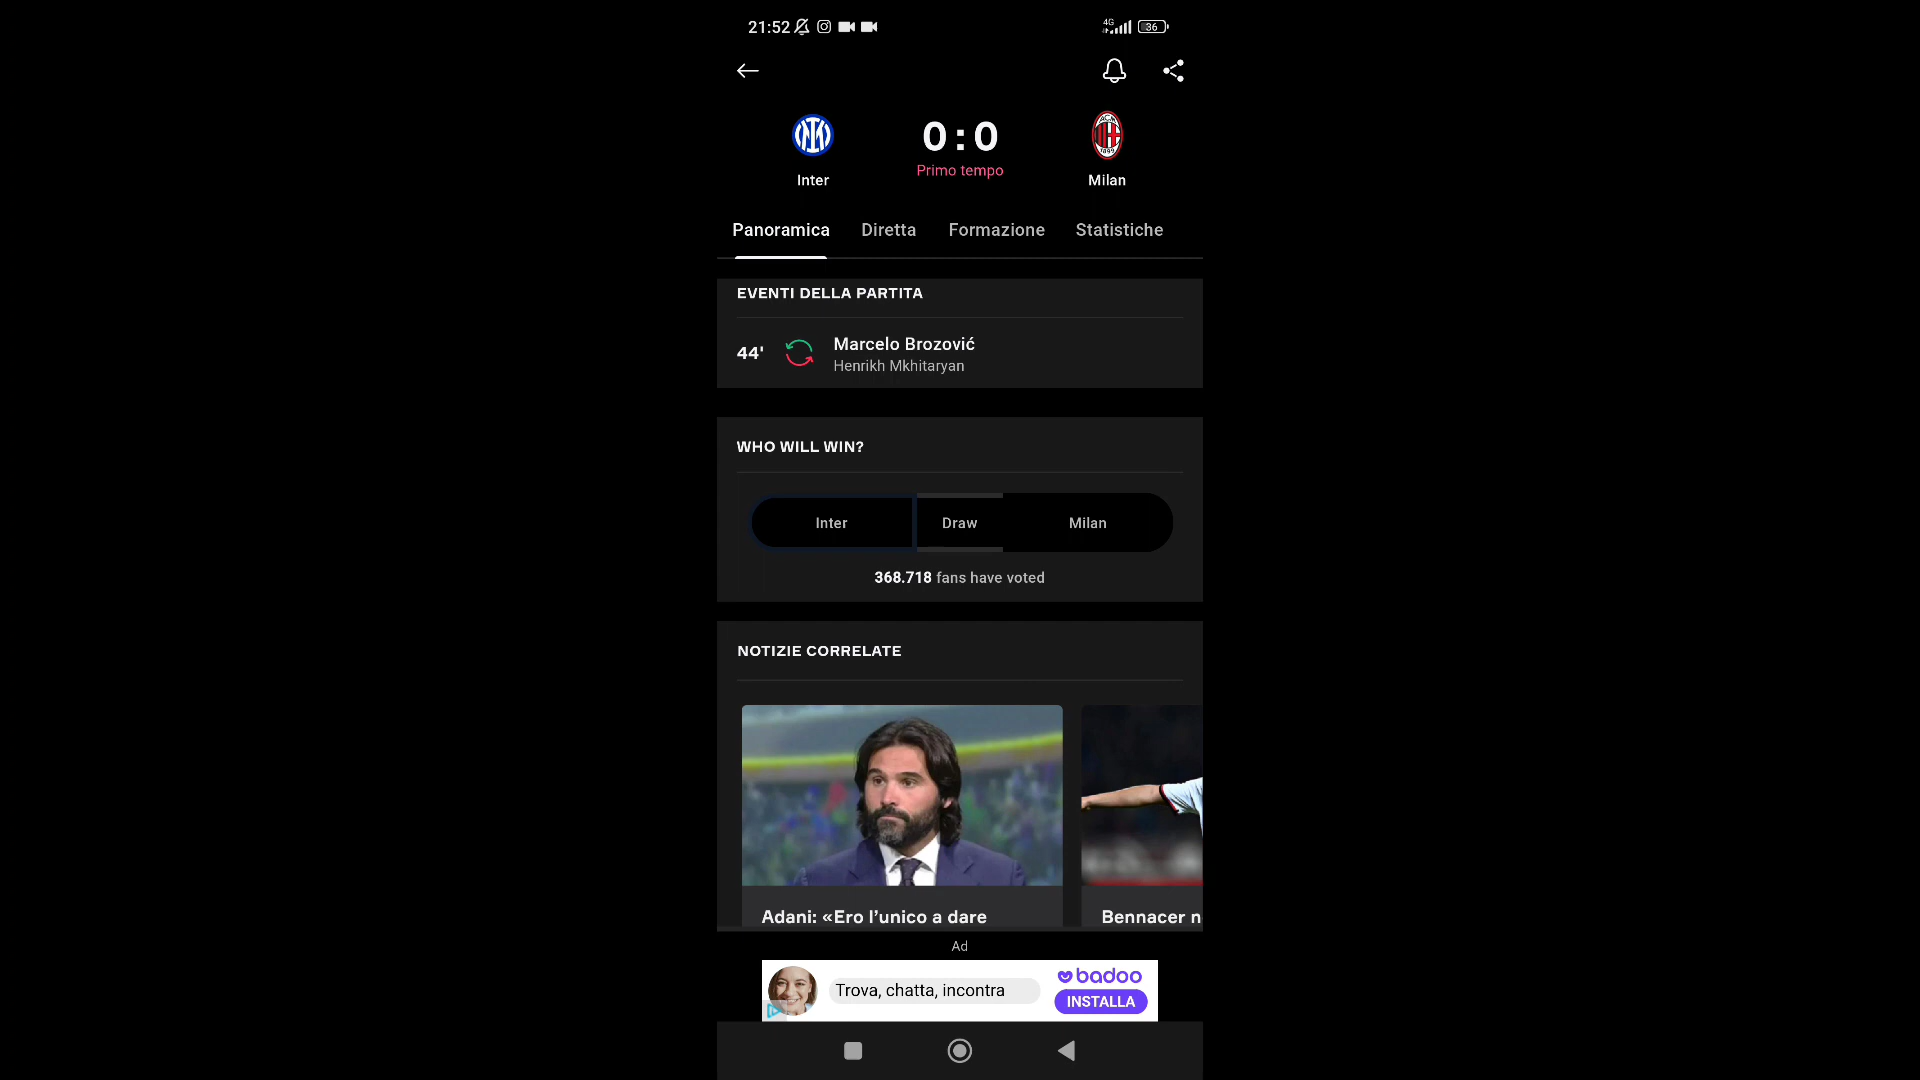 21:52
4G
36
0:0
Primo tempo
Inter
Milan
Panoramica
Diretta
Formazione
Statistiche
EVENTI DELLA PARTITA
44'
Marcelo Brozović
Henrikh Mkhitaryan
WHO WILL WIN?
Inter
Draw
Milan
368.718 fans have voted
NOTIZIE CORRELATE
Adani: «Ero l'unico a dare
Bennacer n
Ad
Trova, chatta, incontra
badoo
INSTALLA